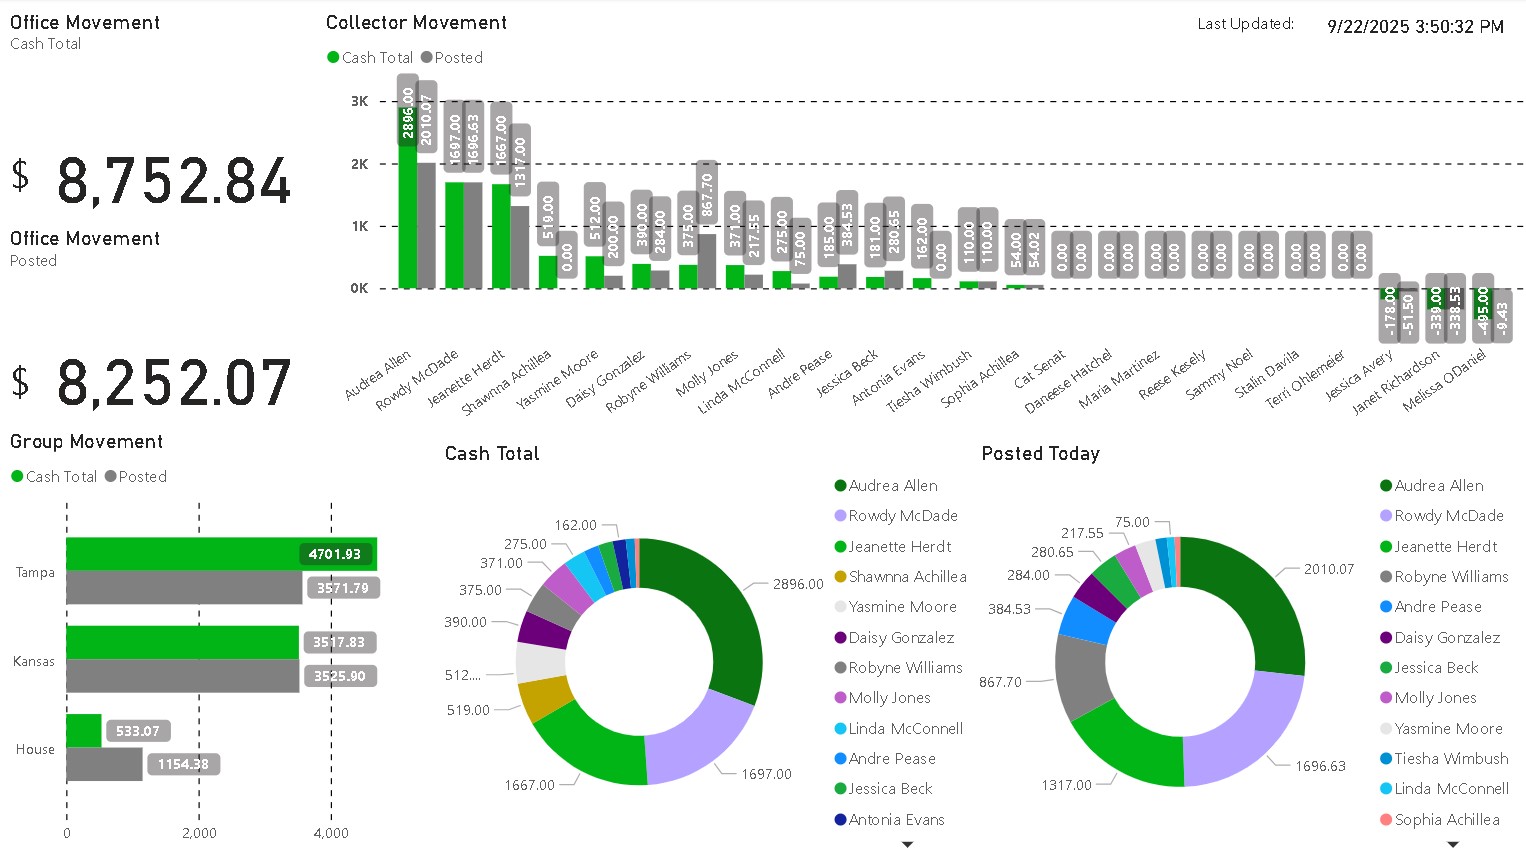 Office Movement
Cash Total
$ 8,752.84
Office Movement
Posted
$ 8,252.07
Collector Movement
Last Updated: 9/22/2025 3:50:32 PM
Cash Total Posted
3K
2K
1K
0K
2896.00 2010.07
1697.00 1696.63
1667.00 1317.00
519.00 0.00
512.00 200.00
390.00 284.00
375.00 867.70
371.00 217.55
275.00 75.00
185.00 384.53
181.00 280.65
162.00 0.00
110.00 110.00
54.00 54.02
0.00 0.00
0.00 0.00
0.00 0.00
0.00 0.00
0.00 0.00
0.00 0.00
0.00 0.00
-178.00 -51.50
-339.00 -338.53
-495.00 -9.43
Audrea Allen
Rowdy McDade
Jeanette Herdt
Shawnna Achillea
Yasmine Moore
Daisy Gonzalez
Robyne Williams
Molly Jones
Linda McConnell
Andre Pease
Jessica Beck
Antonia Evans
Tiesha Wimbush
Sophia Achillea
Cat Senat
Daneese Hatchel
Maria Martinez
Reese Kesely
Sammy Noel
Stalin Davila
Terri Ohlemeier
Jessica Avery
Janet Richardson
Melissa ODaniel
Group Movement
Cash Total Posted
Tampa
4701.93
3571.79
Kansas
3517.83
3525.90
House
533.07
1154.38
0 2,000 4,000
Cash Total
162.00
275.00
371.00
375.00
390.00
512....
519.00
1667.00
1697.00
2896.00
Audrea Allen
Rowdy McDade
Jeanette Herdt
Shawnna Achillea
Yasmine Moore
Daisy Gonzalez
Robyne Williams
Molly Jones
Linda McConnell
Andre Pease
Jessica Beck
Antonia Evans
Posted Today
75.00
217.55
280.65
284.00
384.53
867.70
1317.00
1696.63
2010.07
Audrea Allen
Rowdy McDade
Jeanette Herdt
Robyne Williams
Andre Pease
Daisy Gonzalez
Jessica Beck
Molly Jones
Yasmine Moore
Tiesha Wimbush
Linda McConnell
Sophia Achillea